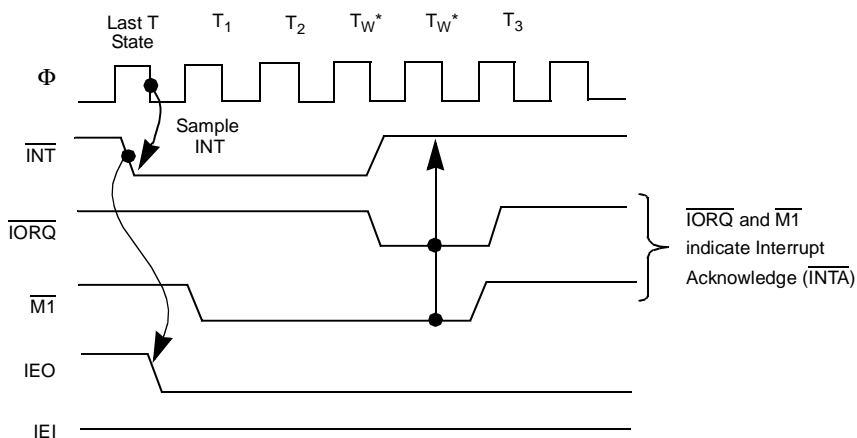 Last T
State
T1
T2
TW*
TW*
T3
Φ
Sample
INT
INT
IORQ
M1
IEO
IEI
IORQ and M1
indicate Interrupt
Acknowledge (INTA)